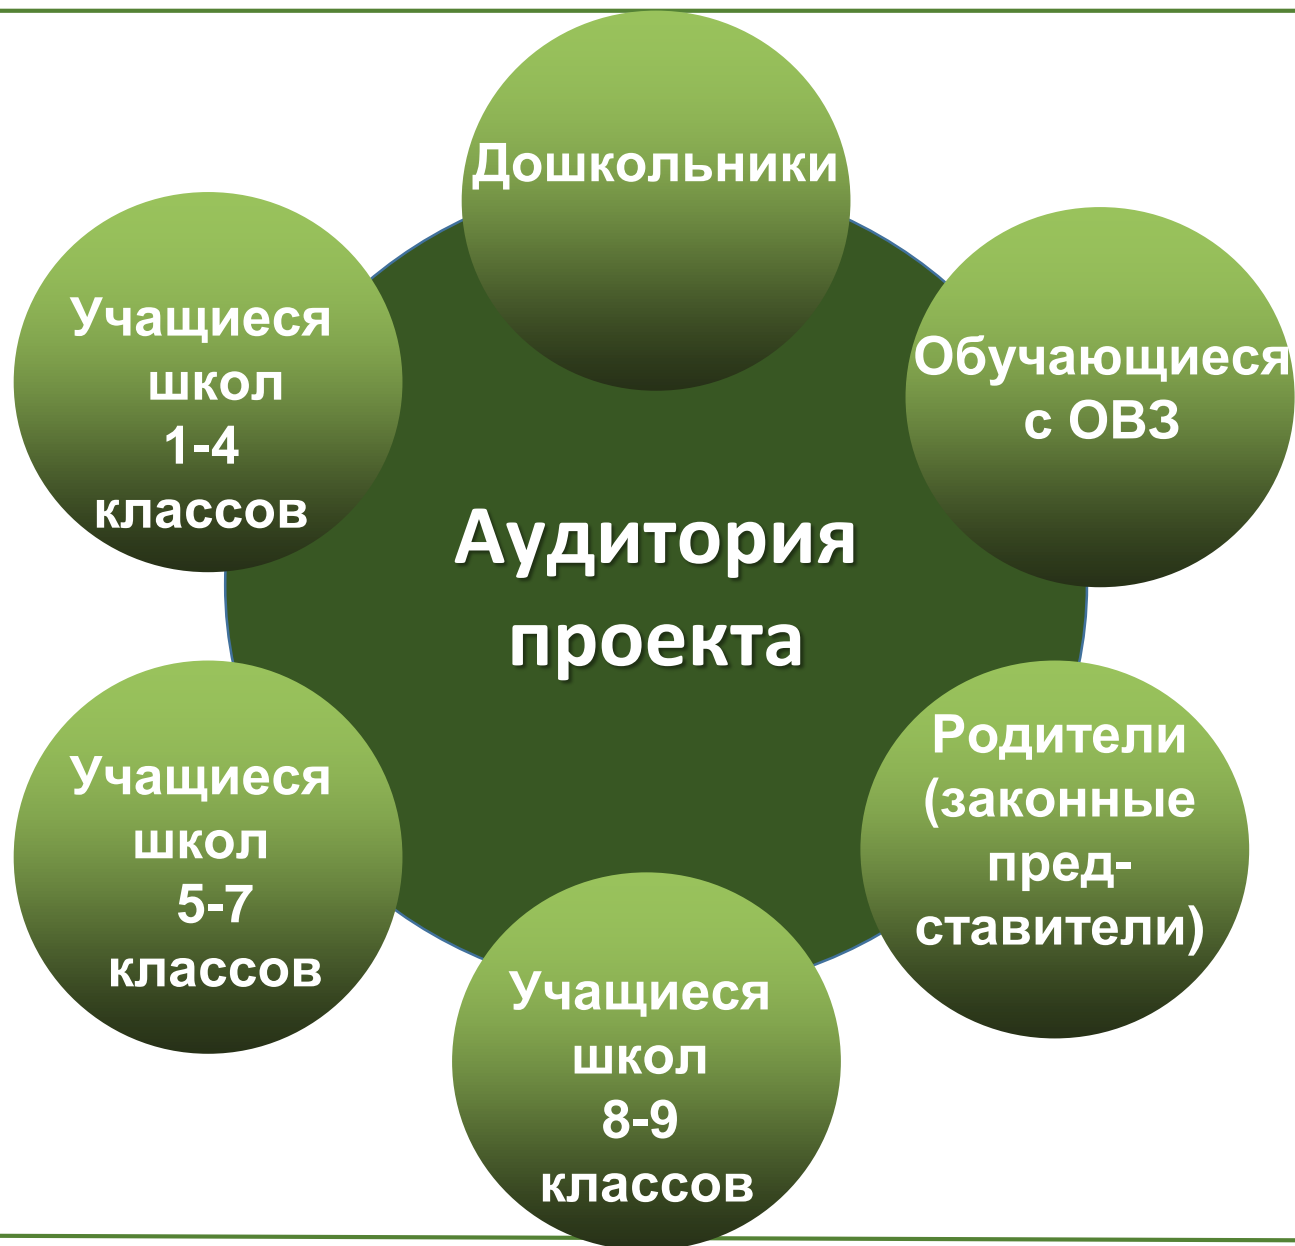 Дошкольники
Учащиеся
школ
1-4
классов
Обучающиеся
с ОВЗ
Аудитория
проекта
Учащиеся
школ
5-7
классов
Родители
(законные
пред-
ставители)
Учащиеся
школ
8-9
классов